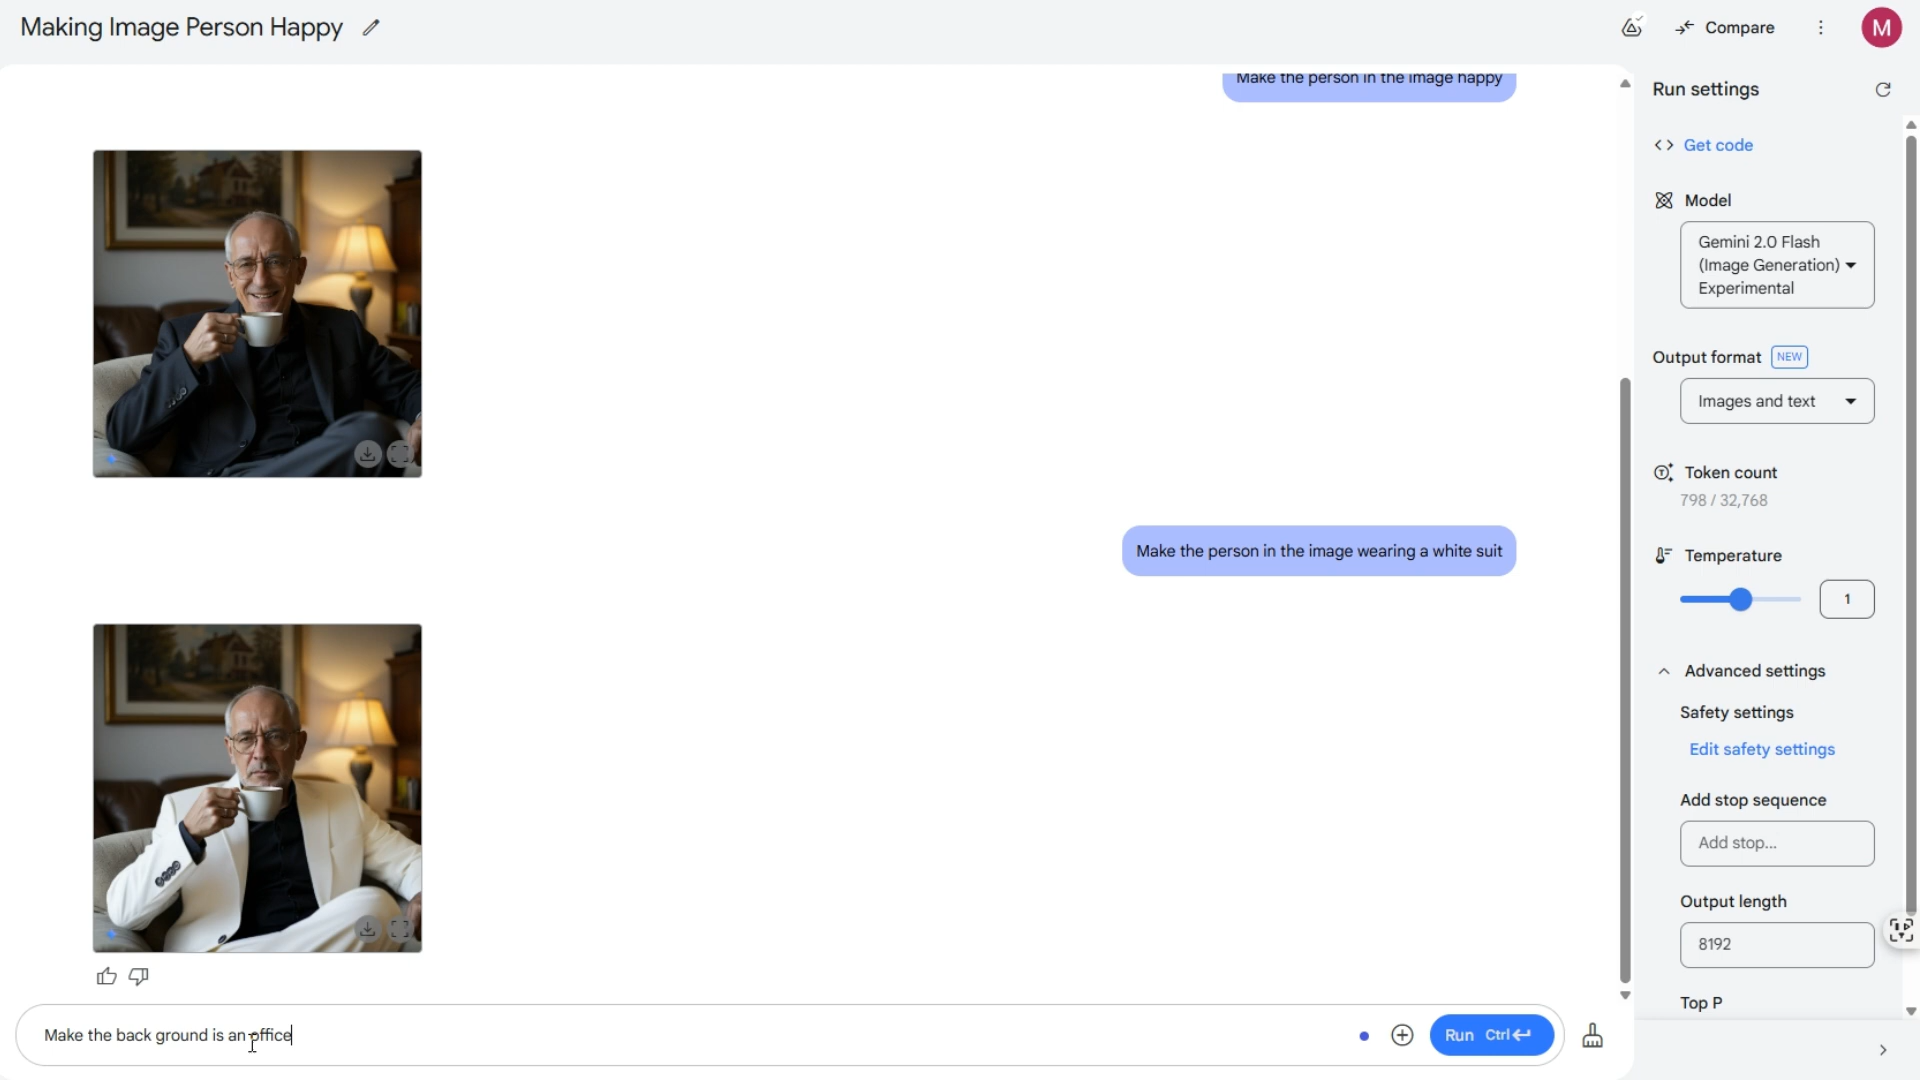 Making Image Person Happy
Compare
M
Make the person in the image happy
Make the person in the image wearing a white suit
Make the back ground is an office
Run Ctrl
Run settings
Get code
Model
Gemini 2.0 Flash
(Image Generation)
Experimental
Output format NEW
Images and text
Token count
798 / 32,768
Temperature
1
Advanced settings
Safety settings
Edit safety settings
Add stop sequence
Add stop...
Output length
8192
Top P